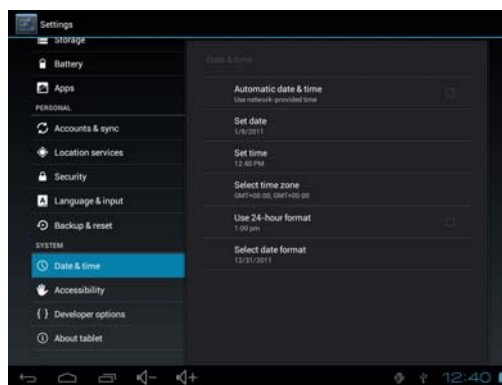 Settings
Storage
Battery
Apps
PERSONAL
Accounts & sync
Location services
Security
Language & input
Backup & reset
SYSTEM
Date & time
Accessibility
Developer options
About tablet
Date & time
Automatic date & time
Use network-provided time
Set date
1/9/2011
Set time
12:40 PM
Select time zone
GMT+00:00, GMT+00:00
Use 24-hour format
1:00 pm
Select date format
12/31/2011
12:40